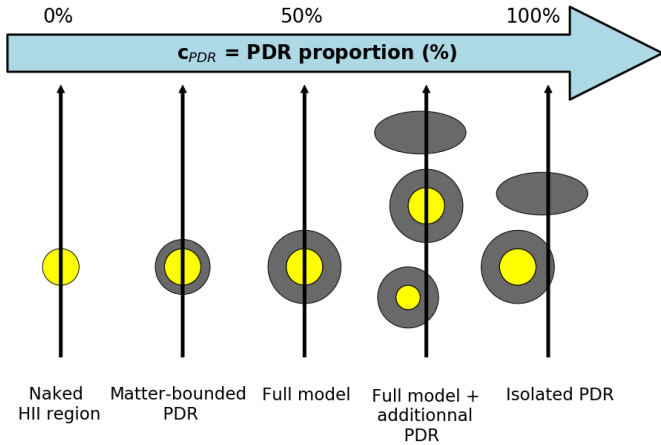 0% 50% 100%
c_PDR = PDR proportion (%)
Naked
HII region
Matter-bounded
PDR
Full model
Full model +
additionnal
PDR
Isolated PDR